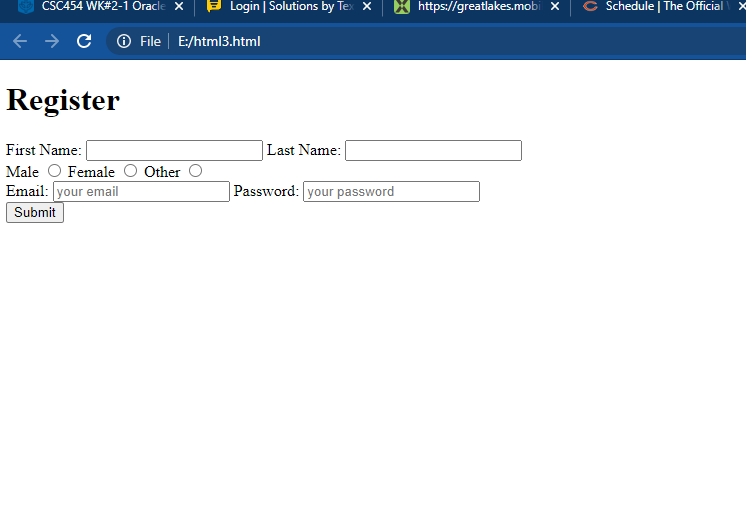 CSC454 WK#2-1 Oracle Login | Solutions by Tex https://greatlakes.mobi Schedule | The Official
File E:/html3.html
Register
First Name: Last Name:
Male Female Other
Email: your email Password: your password
Submit